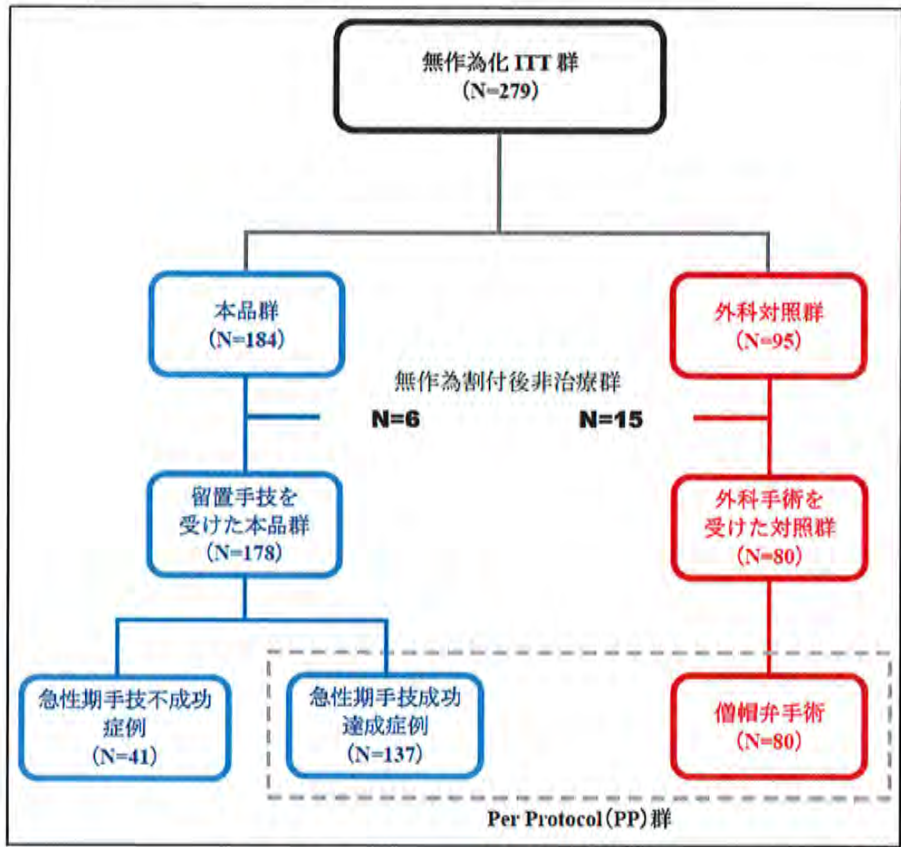 無作為化 ITT 群
(N=279)
本品群
(N=184)
外科対照群
(N=95)
無作為割付後非治療群
N=6
N=15
留置手技を
受けた本品群
(N=178)
外科手術を
受けた対照群
(N=80)
急性期手技不成功
症例
(N=41)
急性期手技成功
達成症例
(N=137)
僧帽弁手術
(N=80)
Per Protocol(PP)群